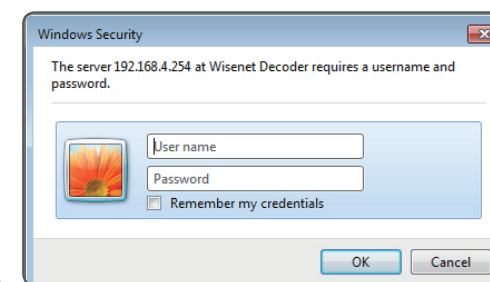 Windows Security
The server 192.168.4.254 at Wisenet Decoder requires a username and
password.
User name
Password
Remember my credentials
OK
Cancel